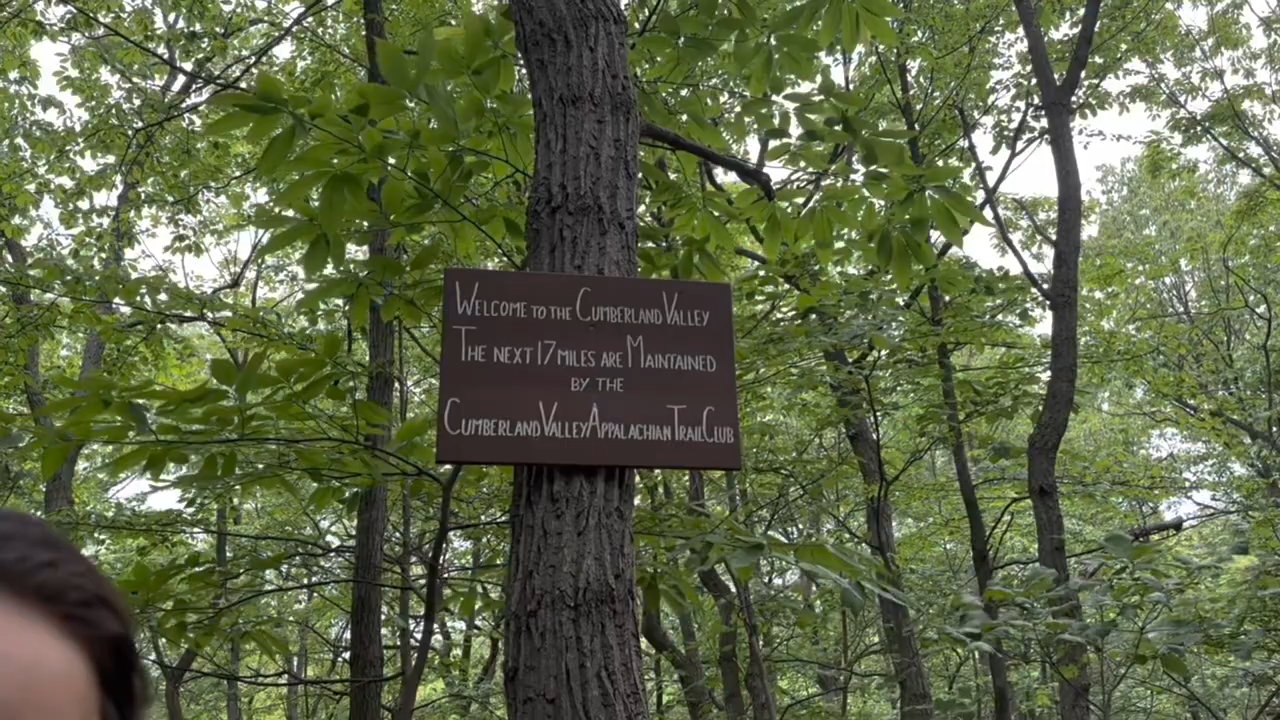 Welcome to the Cumberland Valley
The next 17 miles are Maintained
by the
Cumberland Valley Appalachian Trail Club